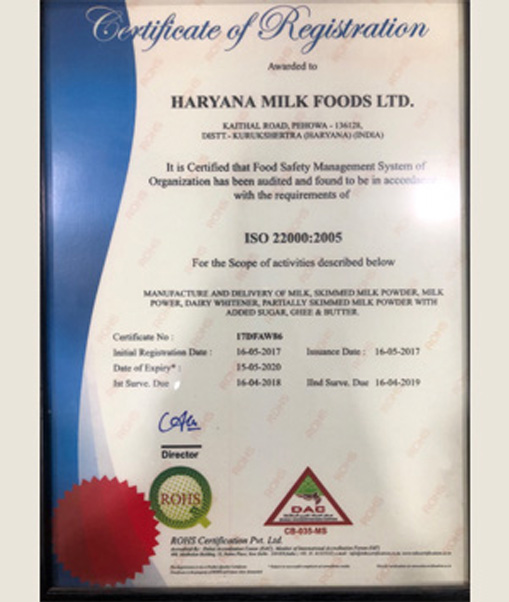 Certificate of Registration
Awarded to
HARYANA MILK FOODS LTD.
KAITHAL ROAD, PEHOWA - 136128,
DISTT.- KURUKSHERTRA (HARYANA) (INDIA)
It is Certified that Food Safety Management System of
Organization has been audited and found to be in accordance
with the requirements of
ISO 22000:2005
For the Scope of activities described below
MANUFACTURE AND DELIVERY OF MILK, SKIMMED MILK POWDER, MILK
POWER, DAIRY WHITENER, PARTIALLY SKIMMED MILK POWDER WITH
ADDED SUGAR, GHEE & BUTTER.
Certificate No : 17DFAW86
Initial Registration Date : 16-05-2017 Issuance Date : 16-05-2017
Date of Expiry* : 15-05-2020
Ist Surve. Due 16-04-2018 IInd Surve. Due 16-04-2019
Director
ROHS
DAC
CB-035-MS
ROHS Certification Pvt. Ltd.